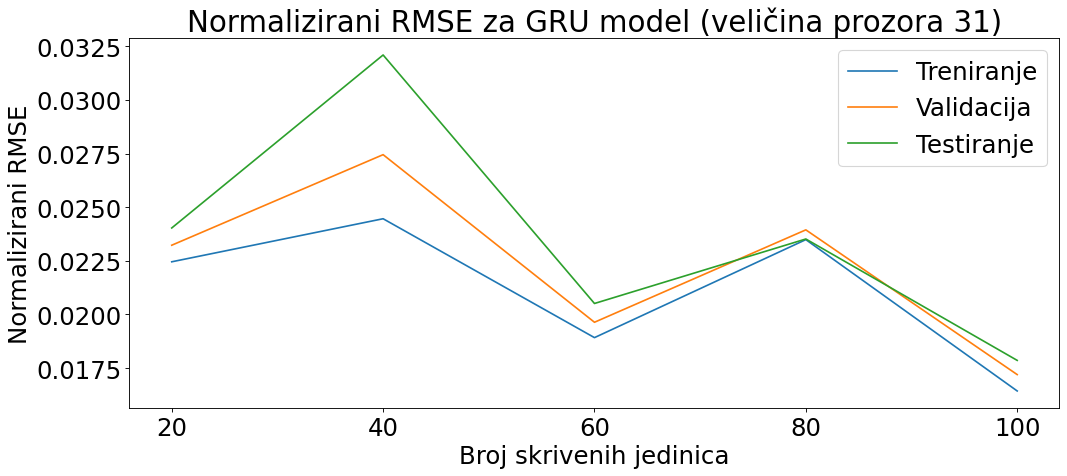 Normalizirani RMSE za GRU model (veličina prozora 31)
Normalizirani RMSE
0.0325
0.0300
0.0275
0.0250
0.0225
0.0200
0.0175
Treniranje
Validacija
Testiranje
20 40 60 80 100
Broj skrivenih jedinica